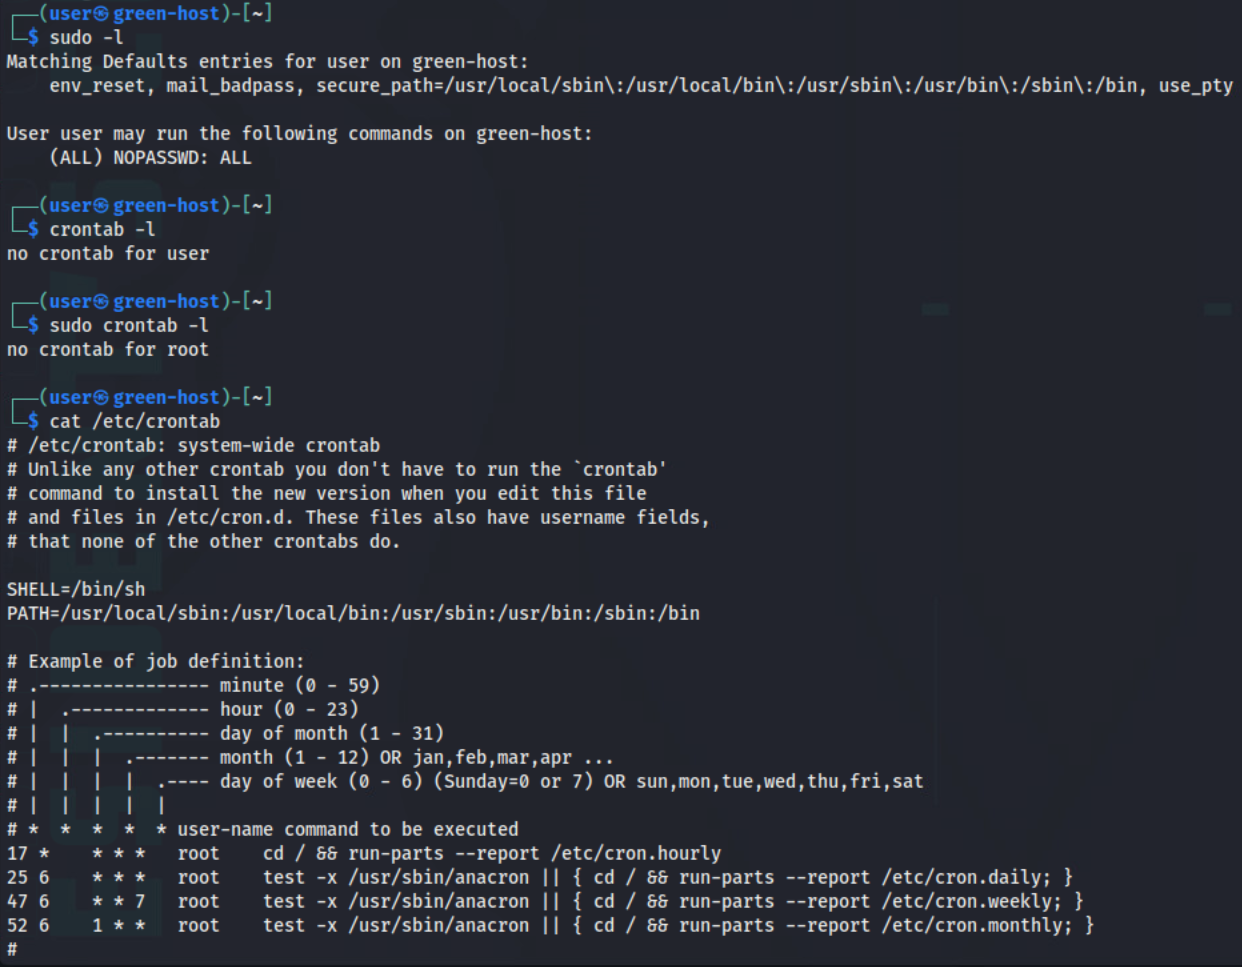 ┌──(user㉿green-host)-[~]
└─$ sudo -l
Matching Defaults entries for user on green-host:
    env_reset, mail_badpass, secure_path=/usr/local/sbin\:/usr/local/bin\:/usr/sbin\:/usr/bin\:/sbin\:/bin, use_pty

User user may run the following commands on green-host:
    (ALL) NOPASSWD: ALL

┌──(user㉿green-host)-[~]
└─$ crontab -l
no crontab for user

┌──(user㉿green-host)-[~]
└─$ sudo crontab -l
no crontab for root

┌──(user㉿green-host)-[~]
└─$ cat /etc/crontab
# /etc/crontab: system-wide crontab
# Unlike any other crontab you don't have to run the `crontab'
# command to install the new version when you edit this file
# and files in /etc/cron.d. These files also have username fields,
# that none of the other crontabs do.

SHELL=/bin/sh
PATH=/usr/local/sbin:/usr/local/bin:/usr/sbin:/usr/bin:/sbin:/bin

# Example of job definition:
# .---------------- minute (0 - 59)
# |  .------------- hour (0 - 23)
# |  |  .---------- day of month (1 - 31)
# |  |  |  .------- month (1 - 12) OR jan,feb,mar,apr ...
# |  |  |  |  .---- day of week (0 - 6) (Sunday=0 or 7) OR sun,mon,tue,wed,thu,fri,sat
# |  |  |  |  |
# *  *  *  *  * user-name command to be executed
17 *    * * *   root    cd / && run-parts --report /etc/cron.hourly
25 6    * * *   root    test -x /usr/sbin/anacron || { cd / && run-parts --report /etc/cron.daily; }
47 6    * * 7   root    test -x /usr/sbin/anacron || { cd / && run-parts --report /etc/cron.weekly; }
52 6    1 * *   root    test -x /usr/sbin/anacron || { cd / && run-parts --report /etc/cron.monthly; }
#